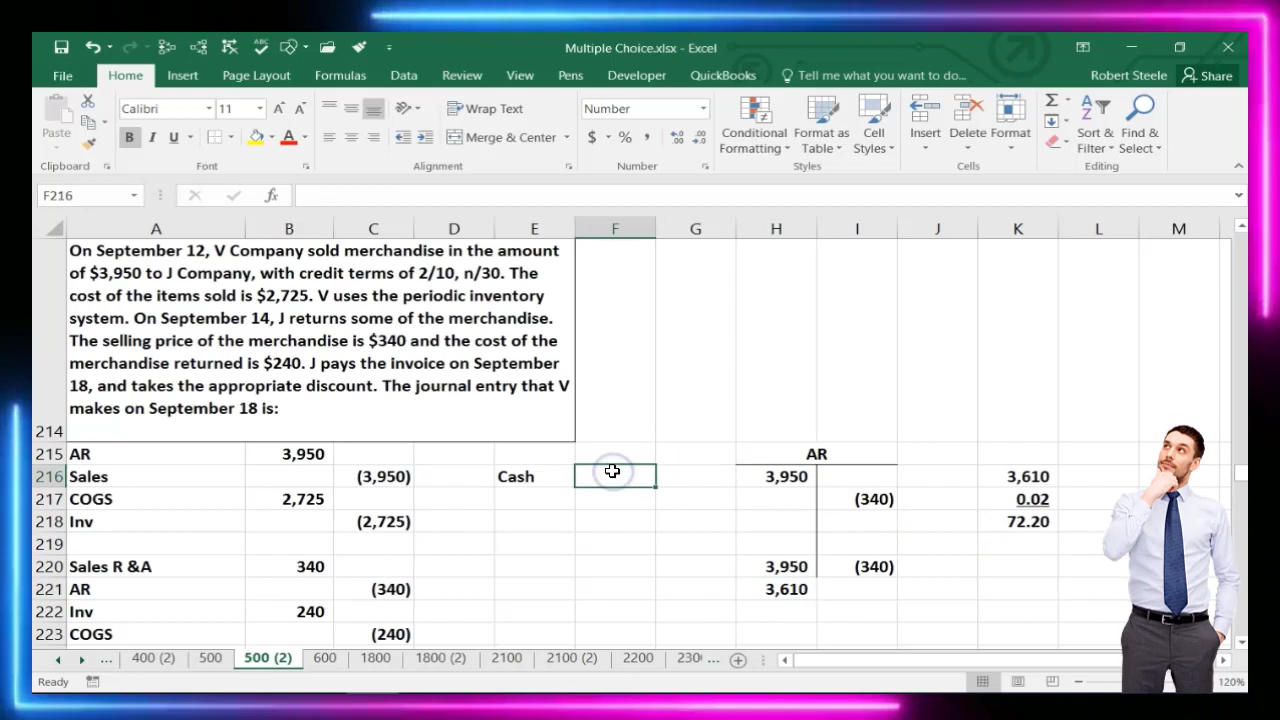 Multiple Choice.xlsx - Excel
File
Home
Insert
Page Layout
Formulas
Data
Review
View
Pens
Developer
QuickBooks
Tell me what you want to do...
Robert Steele
Share
Paste
Calibri
11
Wrap Text
Merge & Center
Number
Conditional Formatting
Format as Table
Cell Styles
Insert
Delete
Format
Sort & Filter
Find & Select
Clipboard
Font
Alignment
Number
Styles
Cells
Editing
F216
fx
A B C D E F G H I J K L M
On September 12, V Company sold merchandise in the amount
of $3,950 to J Company, with credit terms of 2/10, n/30. The
cost of the items sold is $2,725. V uses the periodic inventory
system. On September 14, J returns some of the merchandise.
The selling price of the merchandise is $340 and the cost of the
merchandise returned is $240. J pays the invoice on September
18, and takes the appropriate discount. The journal entry that V
makes on September 18 is:
214
215 AR 3,950 AR
216 Sales (3,950) Cash 3,950 3,610
217 COGS 2,725 (340) 0.02
218 Inv (2,725) 72.20
219
220 Sales R &A 340 3,950 (340)
221 AR (340) 3,610
222 Inv 240
223 COGS (240)
... 400 (2) 500 500 (2) 600 1800 1800 (2) 2100 2100 (2) 2200 230 ...
Ready
120%